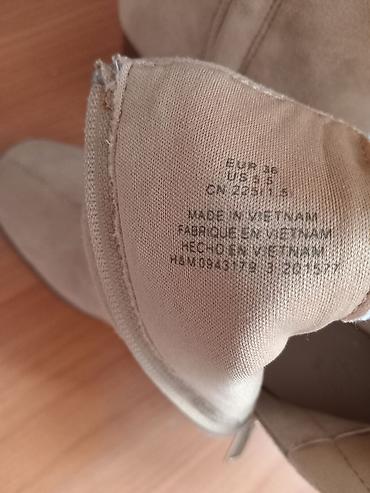 EUR 36
US 5.5
CN 225/1.5
MADE IN VIETNAM
FABRIQUE EN VIETNAM
HECHO EN VIETNAM
H&M 0943179 3 201577